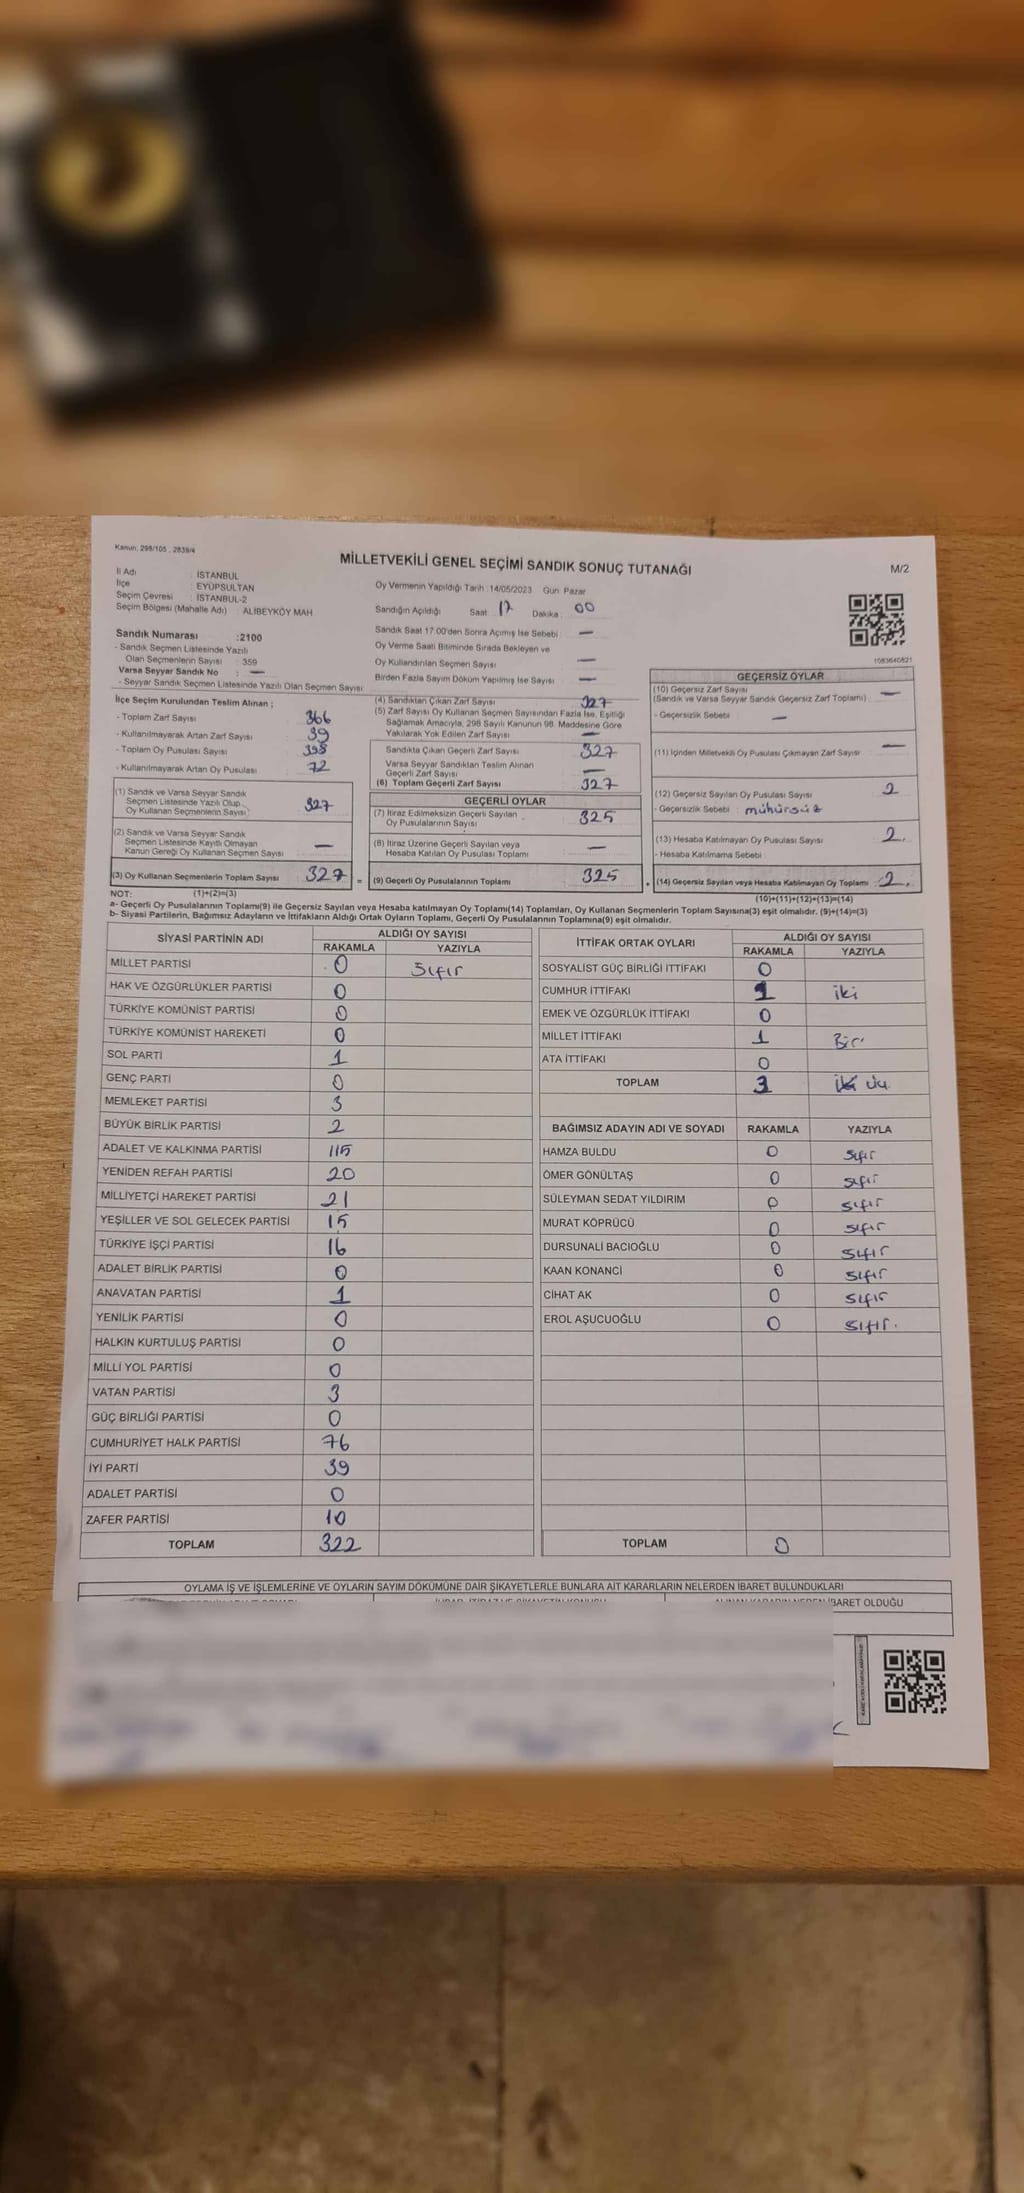 Kanun: 298/105 , 2839/4
MİLLETVEKİLİ GENEL SEÇİMİ SANDIK SONUÇ TUTANAĞI
M/2
İl Adı : İSTANBUL
İlçe : EYÜPSULTAN
Seçim Çevresi : İSTANBUL-2
Seçim Bölgesi (Mahalle Adı) : ALİBEYKÖY MAH
Oy Vermenin Yapıldığı Tarih :14/05/2023 Gün: Pazar
Sandığın Açıldığı Saat : 17 Dakika : 00
Sandık Saat 17:00'den Sonra Açılmış İse Sebebi : —
Oy Verme Saati Bitiminde Sırada Bekleyen ve
Oy Kullandırılan Seçmen Sayısı : —
Birden Fazla Sayım Döküm Yapılmış İse Sayısı : —
1083640821
Sandık Numarası :2100
- Sandık Seçmen Listesinde Yazılı
Olan Seçmenlerin Sayısı : 359
Varsa Seyyar Sandık No : —
- Seyyar Sandık Seçmen Listesinde Yazılı Olan Seçmen Sayısı :
İlçe Seçim Kurulundan Teslim Alınan ;
- Toplam Zarf Sayısı : 366
- Kullanılmayarak Artan Zarf Sayısı : 39
- Toplam Oy Pusulası Sayısı : 398
- Kullanılmayarak Artan Oy Pusulası : 72
(1) Sandık ve Varsa Seyyar Sandık
Seçmen Listesinde Yazılı Olup,
Oy Kullanan Seçmenlerin Sayısı : 327
(2) Sandık ve Varsa Seyyar Sandık
Seçmen Listesinde Kayıtlı Olmayan
Kanun Gereği Oy Kullanan Seçmen Sayısı : —
(3) Oy Kullanan Seçmenlerin Toplam Sayısı : 327 =
(4) Sandıktan Çıkan Zarf Sayısı : 327
(5) Zarf Sayısı Oy Kullanan Seçmen Sayısından Fazla İse, Eşitliği
Sağlamak Amacıyla, 298 Sayılı Kanunun 98. Maddesine Göre
Yakılarak Yok Edilen Zarf Sayısı : —
Sandıkta Çıkan Geçerli Zarf Sayısı : 327
Varsa Seyyar Sandıktan Teslim Alınan
Geçerli Zarf Sayısı : —
(6) Toplam Geçerli Zarf Sayısı : 327
GEÇERLİ OYLAR
(7) İtiraz Edilmeksizin Geçerli Sayılan
Oy Pusulalarının Sayısı : 325
(8) İtiraz Üzerine Geçerli Sayılan veya
Hesaba Katılan Oy Pusulası Toplamı : —
(9) Geçerli Oy Pusulalarının Toplamı : 325 +
GEÇERSİZ OYLAR
(10) Geçersiz Zarf Sayısı
(Sandık ve Varsa Seyyar Sandık Geçersiz Zarf Toplamı) : —
- Geçersizlik Sebebi : —
(11) İçinden Milletvekili Oy Pusulası Çıkmayan Zarf Sayısı : —
(12) Geçersiz Sayılan Oy Pusulası Sayısı : 2
- Geçersizlik Sebebi : mühürsüz
(13) Hesaba Katılmayan Oy Pusulası Sayısı : 2.
- Hesaba Katılmama Sebebi :
(14) Geçersiz Sayılan veya Hesaba Katılmayan Oy Toplamı : 2.
NOT: (1)+(2)=(3)
(10)+(11)+(12)+(13)=(14)
a- Geçerli Oy Pusulalarının Toplamı(9) ile Geçersiz Sayılan veya Hesaba katılmayan Oy Toplamı(14) Toplamları, Oy Kullanan Seçmenlerin Toplam Sayısına(3) eşit olmalıdır. (9)+(14)=(3)
b- Siyasi Partilerin, Bağımsız Adayların ve İttifakların Aldığı Ortak Oyların Toplamı, Geçerli Oy Pusulalarının Toplamına(9) eşit olmalıdır.
SİYASİ PARTİNİN ADI ALDIĞI OY SAYISI
RAKAMLA YAZIYLA
MİLLET PARTİSİ 0 Sıfır
HAK VE ÖZGÜRLÜKLER PARTİSİ 0
TÜRKİYE KOMÜNİST PARTİSİ 0
TÜRKİYE KOMÜNİST HAREKETİ 0
SOL PARTİ 1
GENÇ PARTİ 0
MEMLEKET PARTİSİ 3
BÜYÜK BİRLİK PARTİSİ 2
ADALET VE KALKINMA PARTİSİ 115
YENİDEN REFAH PARTİSİ 20
MİLLİYETÇİ HAREKET PARTİSİ 21
YEŞİLLER VE SOL GELECEK PARTİSİ 15
TÜRKİYE İŞÇİ PARTİSİ 16
ADALET BİRLİK PARTİSİ 0
ANAVATAN PARTİSİ 1
YENİLİK PARTİSİ 0
HALKIN KURTULUŞ PARTİSİ 0
MİLLİ YOL PARTİSİ 0
VATAN PARTİSİ 3
GÜÇ BİRLİĞİ PARTİSİ 0
CUMHURİYET HALK PARTİSİ 76
İYİ PARTİ 39
ADALET PARTİSİ 0
ZAFER PARTİSİ 10
TOPLAM 322
İTTİFAK ORTAK OYLARI ALDIĞI OY SAYISI
RAKAMLA YAZIYLA
SOSYALİST GÜÇ BİRLİĞİ İTTİFAKI 0
CUMHUR İTTİFAKI iki
EMEK VE ÖZGÜRLÜK İTTİFAKI 0
MİLLET İTTİFAKI 1 Bir
ATA İTTİFAKI 0
TOPLAM 3 üç
BAĞIMSIZ ADAYIN ADI VE SOYADI RAKAMLA YAZIYLA
HAMZA BULDU 0 Sıfır
ÖMER GÖNÜLTAŞ 0 Sıfır
SÜLEYMAN SEDAT YILDIRIM 0 Sıfır
MURAT KÖPRÜCÜ 0 Sıfır
DURSUNALİ BACIOĞLU 0 Sıfır
KAAN KONANCİ 0 Sıfır
CİHAT AK 0 Sıfır
EROL AŞUCUOĞLU 0 Sıfır.
TOPLAM 0
OYLAMA İŞ VE İŞLEMLERİNE VE OYLARIN SAYIM DÖKÜMÜNE DAİR ŞİKAYETLERLE BUNLARA AİT KARARLARIN NELERDEN İBARET BULUNDUKLARI
İHBAR, İTİRAZ VE ŞİKAYETİN KONUSU ALINAN KARARIN NEDEN İBARET OLDUĞU